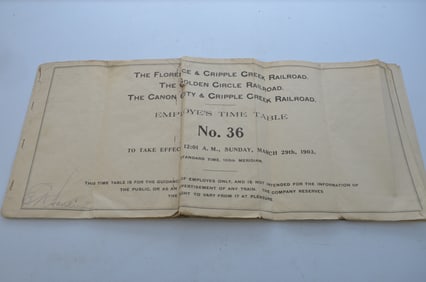 The Florence & Cripple Creek Railroad.
The Golden Circle Railroad.
The Canon City & Cripple Creek Railroad.
EMPLOYE'S TIME TABLE
No. 36
TO TAKE EFFECT 12:01 A. M., SUNDAY, MARCH 29th, 1903.
STANDARD TIME, 105th MERIDIAN.
THIS TIME TABLE IS FOR THE GUIDANCE OF EMPLOYES ONLY, AND IS NOT INTENDED FOR THE INFORMATION OF
THE PUBLIC, OR AS AN ADVERTISEMENT OF ANY TRAIN. THE COMPANY RESERVES
THE RIGHT TO VARY FROM IT AT PLEASURE.